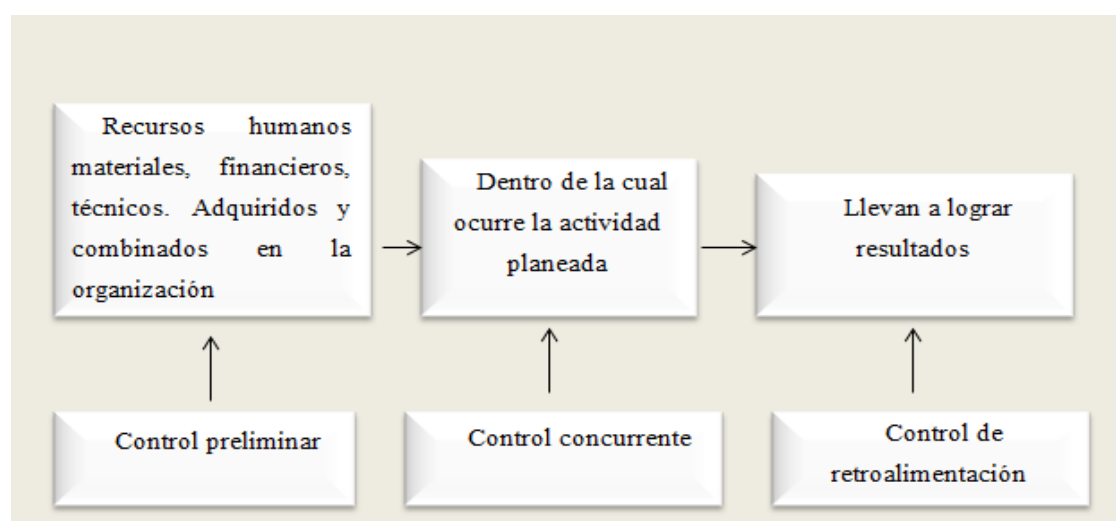 Recursos humanos
materiales, financieros,
técnicos. Adquiridos y
combinados en la
organización
Dentro de la cual
ocurre la actividad
planeada
Llevan a lograr
resultados
Control preliminar
Control concurrente
Control de
retroalimentación